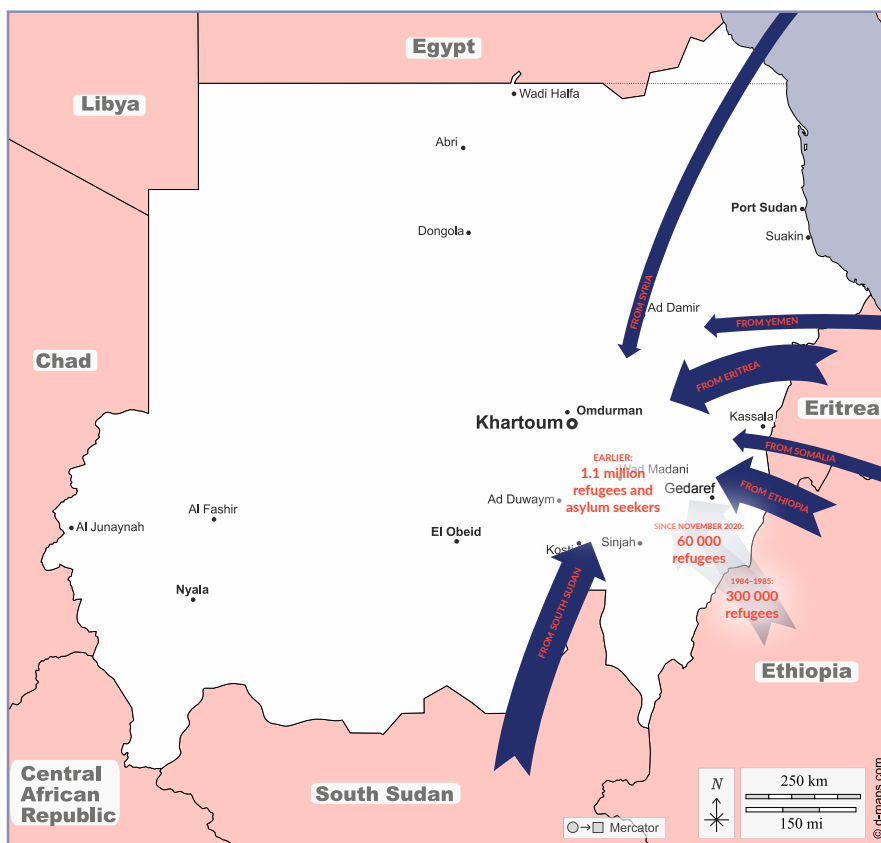 Egypt
Libya
Wadi Halfa
Abri
Port Sudan
Dongola
Suakin
FROM SYRIA
Ad Damir
FROM YEMEN
Chad
FROM ERITREA
Eritrea
Omdurman
Khartoum
Kassala
FROM SOMALIA
EARLIER:
1.1 million
refugees and
asylum seekers
Wad Madani
Gedaref
FROM ETHIOPIA
Ad Duwaym
Al Fashir
Al Junaynah
El Obeid
Kosti
Sinjah
SINCE NOVEMBER 2020:
60 000
refugees
Nyala
1984–1985:
300 000
refugees
FROM SOUTH SUDAN
Ethiopia
Central
African
Republic
South Sudan
N
250 km
150 mi
Mercator
© d-maps.com